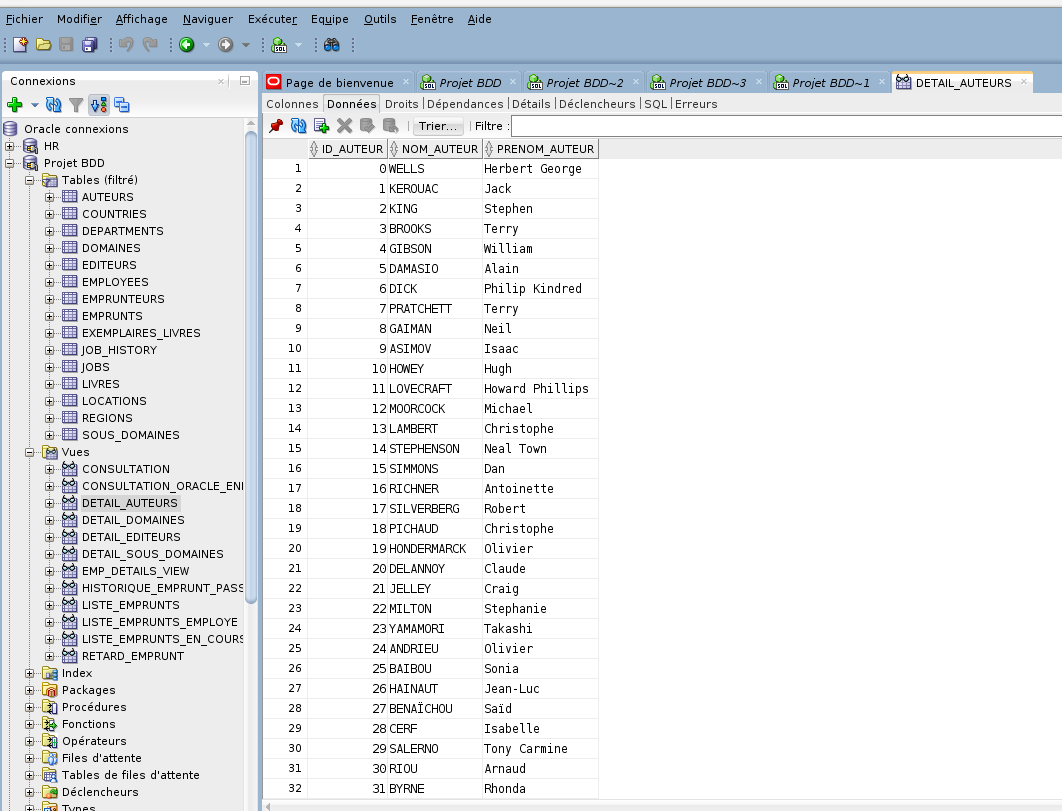 Fichier Modifier Affichage Naviguer Exécuter Equipe Outils Fenêtre Aide
Connexions
Oracle connexions
HR
Projet BDD
Tables (filtré)
AUTEURS
COUNTRIES
DEPARTMENTS
DOMAINES
EDITEURS
EMPLOYEES
EMPRUNTEURS
EMPRUNTS
EXEMPLAIRES_LIVRES
JOB_HISTORY
JOBS
LIVRES
LOCATIONS
REGIONS
SOUS_DOMAINES
Vues
CONSULTATION
CONSULTATION_ORACLE_EN
DETAIL_AUTEURS
DETAIL_DOMAINES
DETAIL_EDITEURS
DETAIL_SOUS_DOMAINES
EMP_DETAILS_VIEW
HISTORIQUE_EMPRUNT_PASS
LISTE_EMPRUNTS
LISTE_EMPRUNTS_EMPLOYE
LISTE_EMPRUNTS_EN_COURS
RETARD_EMPRUNT
Index
Packages
Procédures
Fonctions
Opérateurs
Files d'attente
Tables de files d'attente
Déclencheurs
Types
Page de bienvenue Projet BDD Projet BDD~2 Projet BDD~3 Projet BDD~1 DETAIL_AUTEURS
Colonnes Données Droits Dépendances Détails Déclencheurs SQL Erreurs
Trier... Filtre :
ID_AUTEUR NOM_AUTEUR PRENOM_AUTEUR
1 0 WELLS Herbert George
2 1 KEROUAC Jack
3 2 KING Stephen
4 3 BROOKS Terry
5 4 GIBSON William
6 5 DAMASIO Alain
7 6 DICK Philip Kindred
8 7 PRATCHETT Terry
9 8 GAIMAN Neil
10 9 ASIMOV Isaac
11 10 HOWEY Hugh
12 11 LOVECRAFT Howard Phillips
13 12 MOORCOCK Michael
14 13 LAMBERT Christophe
15 14 STEPHENSON Neal Town
16 15 SIMMONS Dan
17 16 RICHNER Antoinette
18 17 SILVERBERG Robert
19 18 PICHAUD Christophe
20 19 HONDERMARCK Olivier
21 20 DELANNOY Claude
22 21 JELLEY Craig
23 22 MILTON Stephanie
24 23 YAMAMORI Takashi
25 24 ANDRIEU Olivier
26 25 BAIBOU Sonia
27 26 HAINAUT Jean-Luc
28 27 BENAÏCHOU Saïd
29 28 CERF Isabelle
30 29 SALERNO Tony Carmine
31 30 RIOU Arnaud
32 31 BYRNE Rhonda